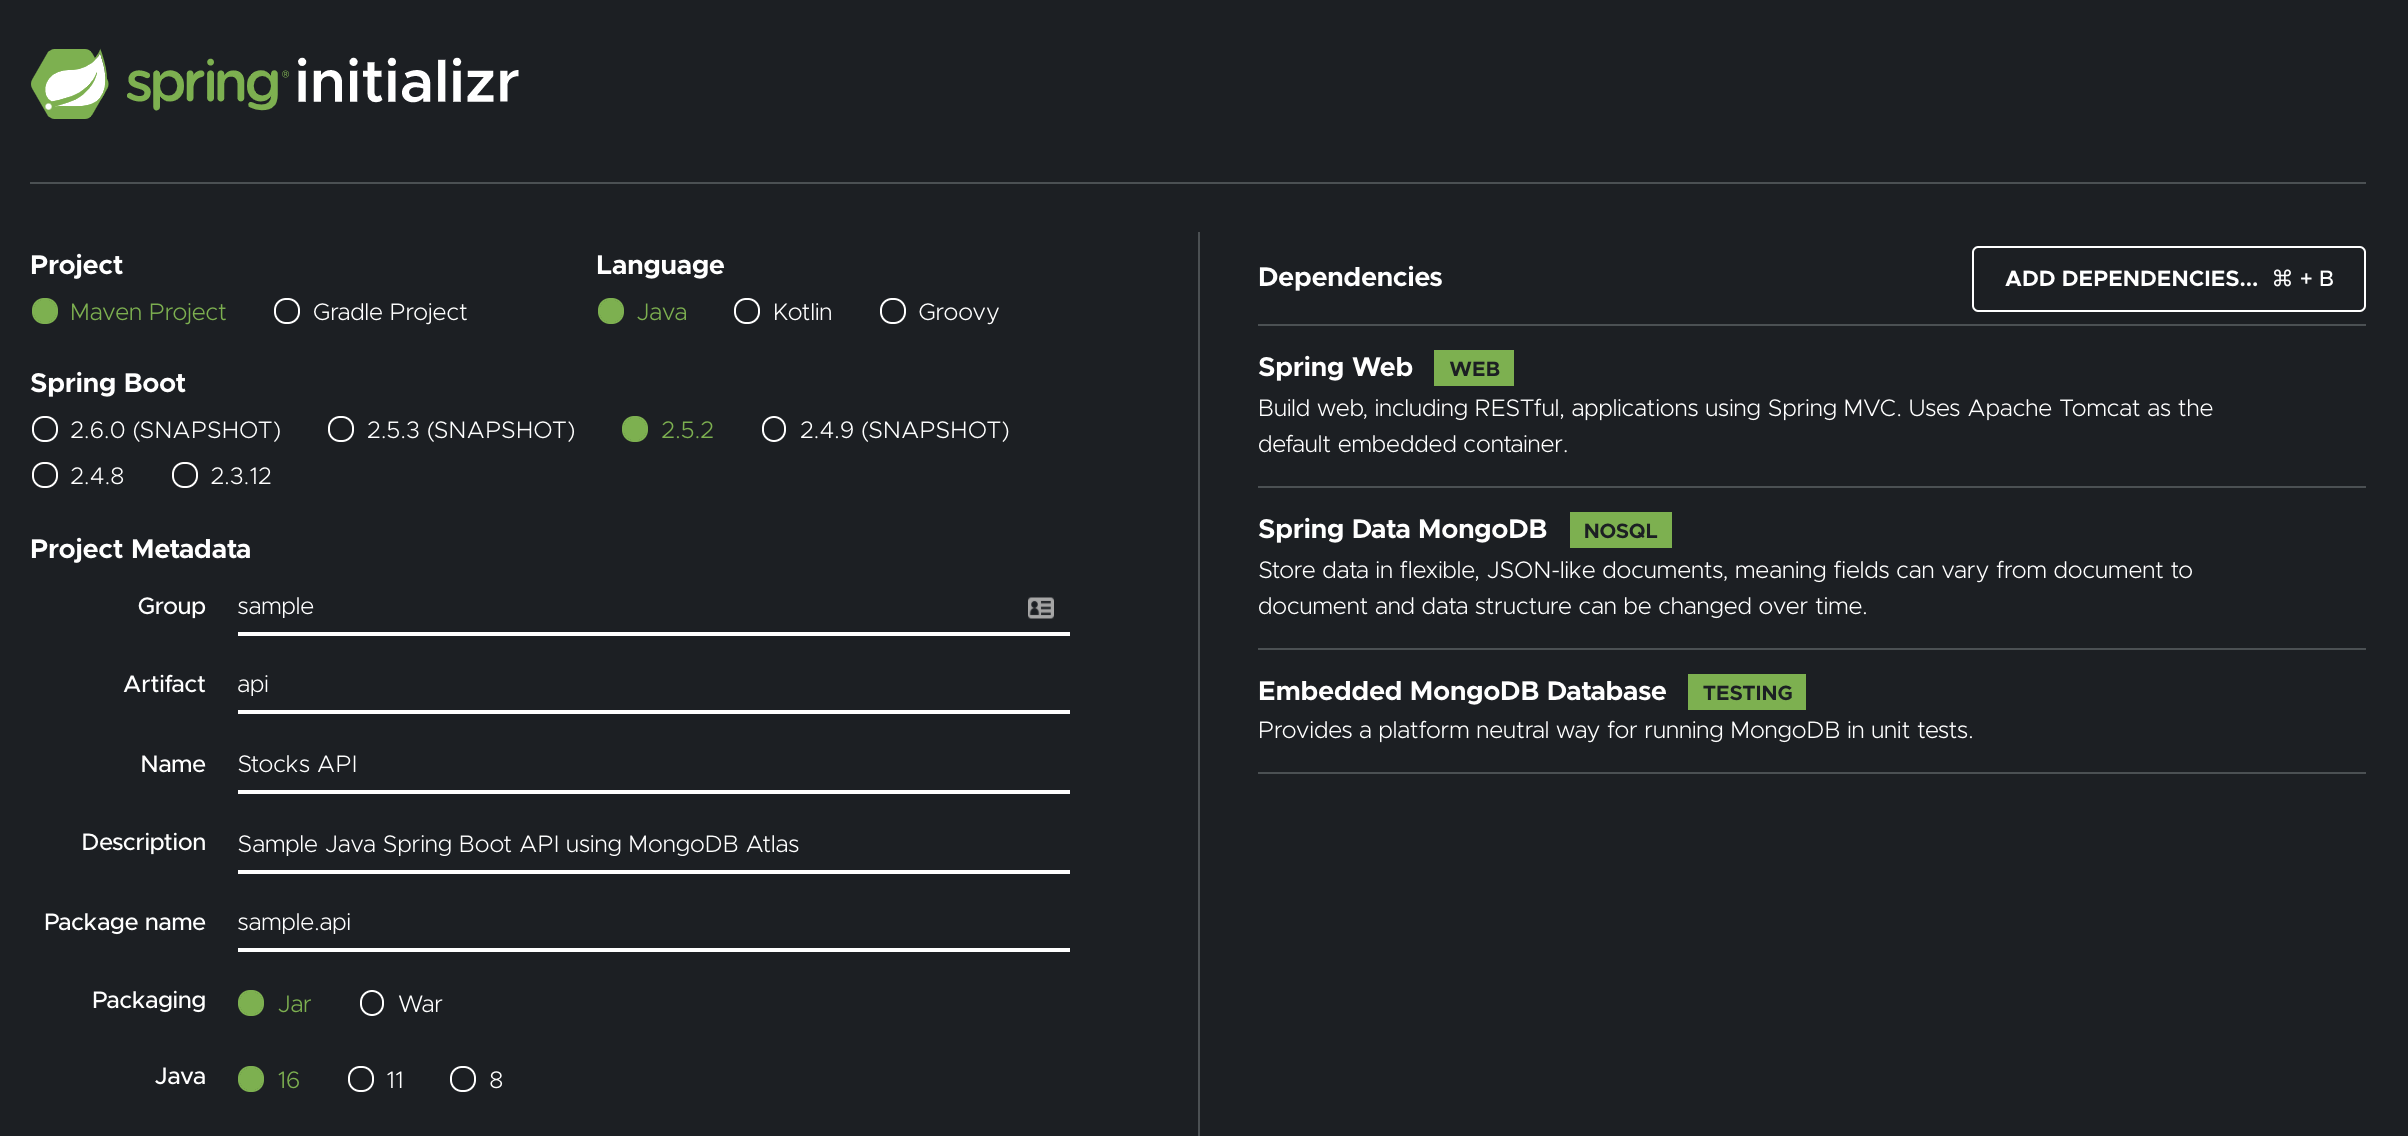 spring® initializr
Project
Maven Project Gradle Project
Language
Java Kotlin Groovy
Spring Boot
2.6.0 (SNAPSHOT) 2.5.3 (SNAPSHOT) 2.5.2 2.4.9 (SNAPSHOT)
2.4.8 2.3.12
Project Metadata
Group sample
Artifact api
Name Stocks API
Description Sample Java Spring Boot API using MongoDB Atlas
Package name sample.api
Packaging Jar War
Java 16 11 8
Dependencies
ADD DEPENDENCIES... ⌘ + B
Spring Web WEB
Build web, including RESTful, applications using Spring MVC. Uses Apache Tomcat as the
default embedded container.
Spring Data MongoDB NOSQL
Store data in flexible, JSON-like documents, meaning fields can vary from document to
document and data structure can be changed over time.
Embedded MongoDB Database TESTING
Provides a platform neutral way for running MongoDB in unit tests.